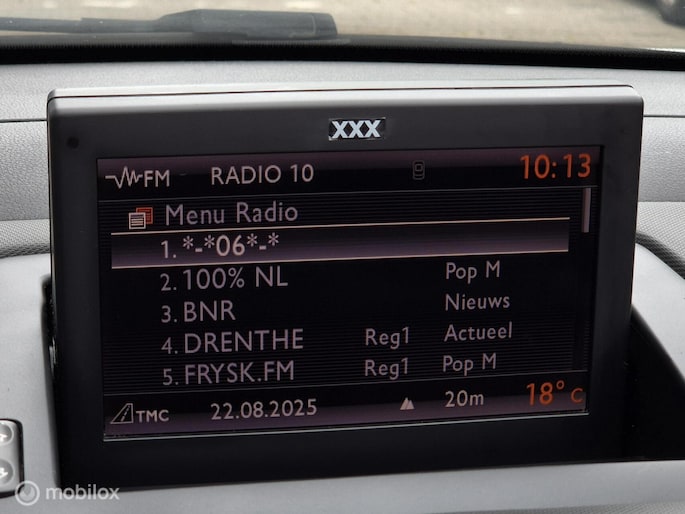 XXX
FM RADIO 10 10:13
Menu Radio
1. *-*06*-*
2. 100% NL Pop M
3. BNR Nieuws
4. DRENTHE Reg1 Actueel
5. FRYSK.FM Reg1 Pop M
TMC 22.08.2025 20m 18° C
mobilox